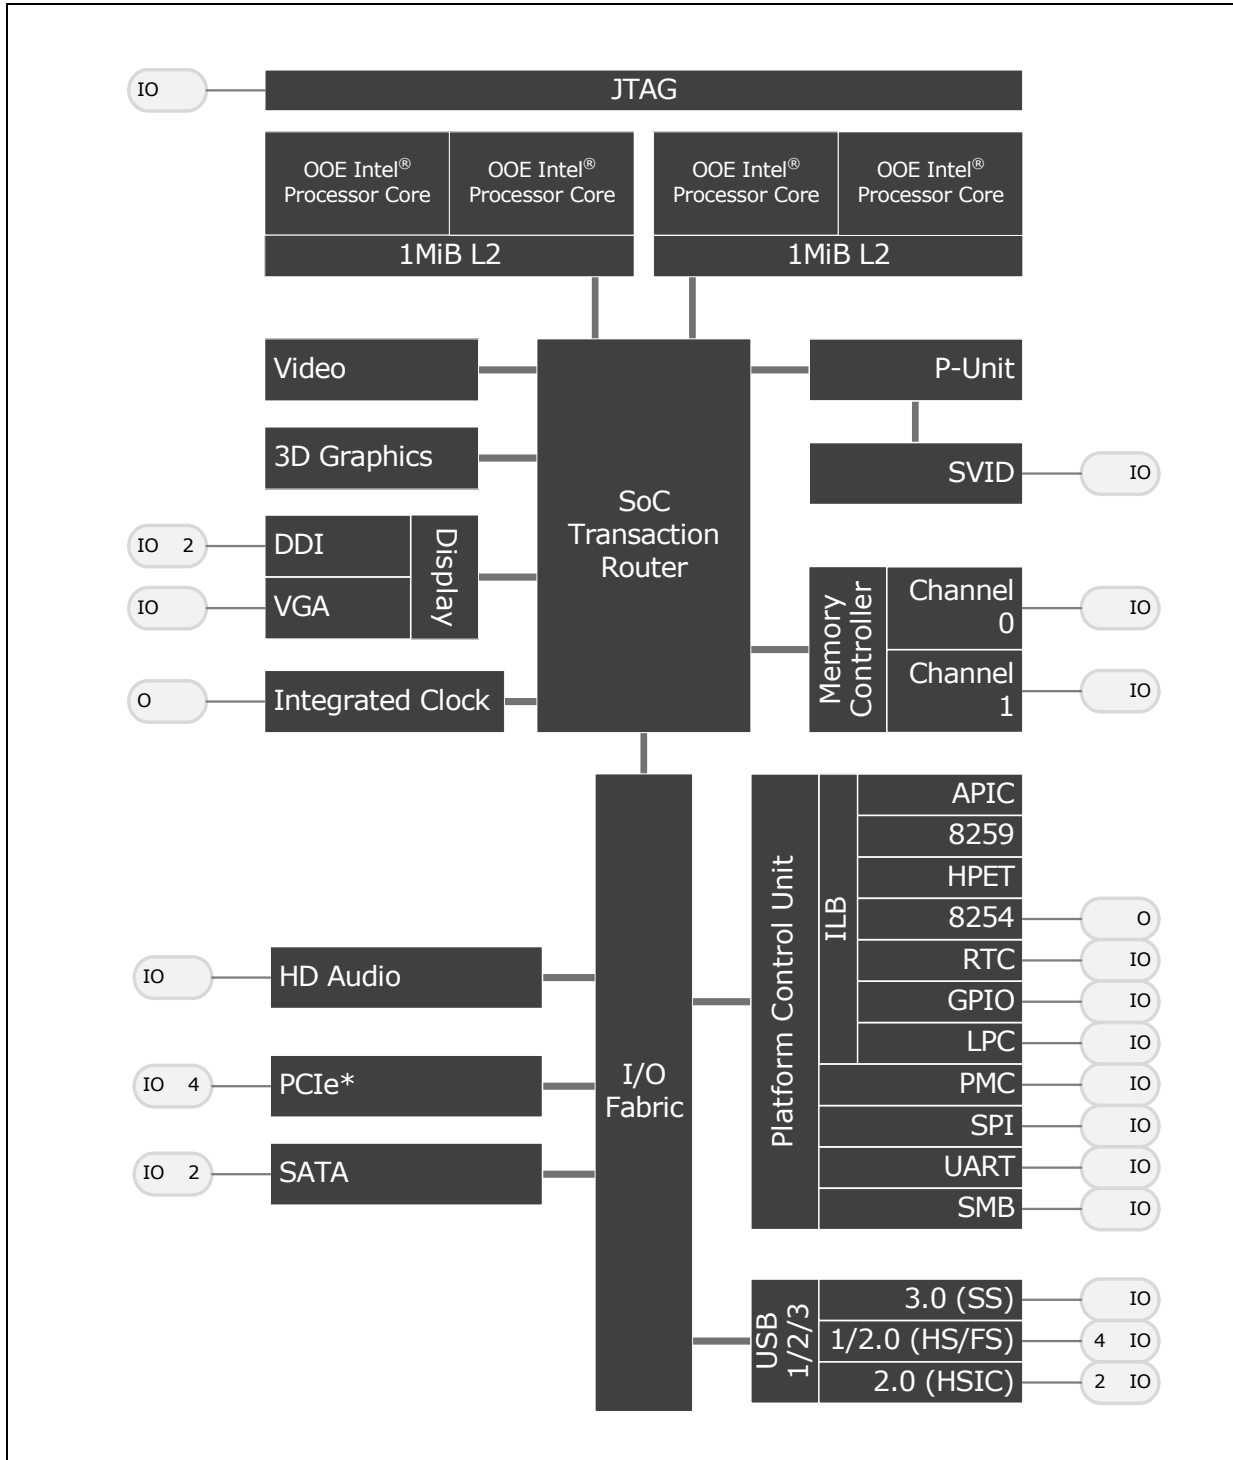 IO
JTAG
OOE Intel®
Processor Core
OOE Intel®
Processor Core
OOE Intel®
Processor Core
OOE Intel®
Processor Core
1MiB L2
1MiB L2
Video
P-Unit
3D Graphics
SVID
IO
SoC
Transaction
Router
IO 2
DDI
IO
VGA
Display
Memory
Controller
Channel
0
IO
Channel
1
IO
O
Integrated Clock
I/O
Fabric
Platform Control Unit
ILB
APIC
8259
HPET
8254
O
RTC
IO
GPIO
IO
LPC
IO
PMC
IO
SPI
IO
UART
IO
SMB
IO
IO
HD Audio
IO 4
PCIe*
IO 2
SATA
USB
1/2/3
3.0 (SS)
IO
1/2.0 (HS/FS)
4 IO
2.0 (HSIC)
2 IO